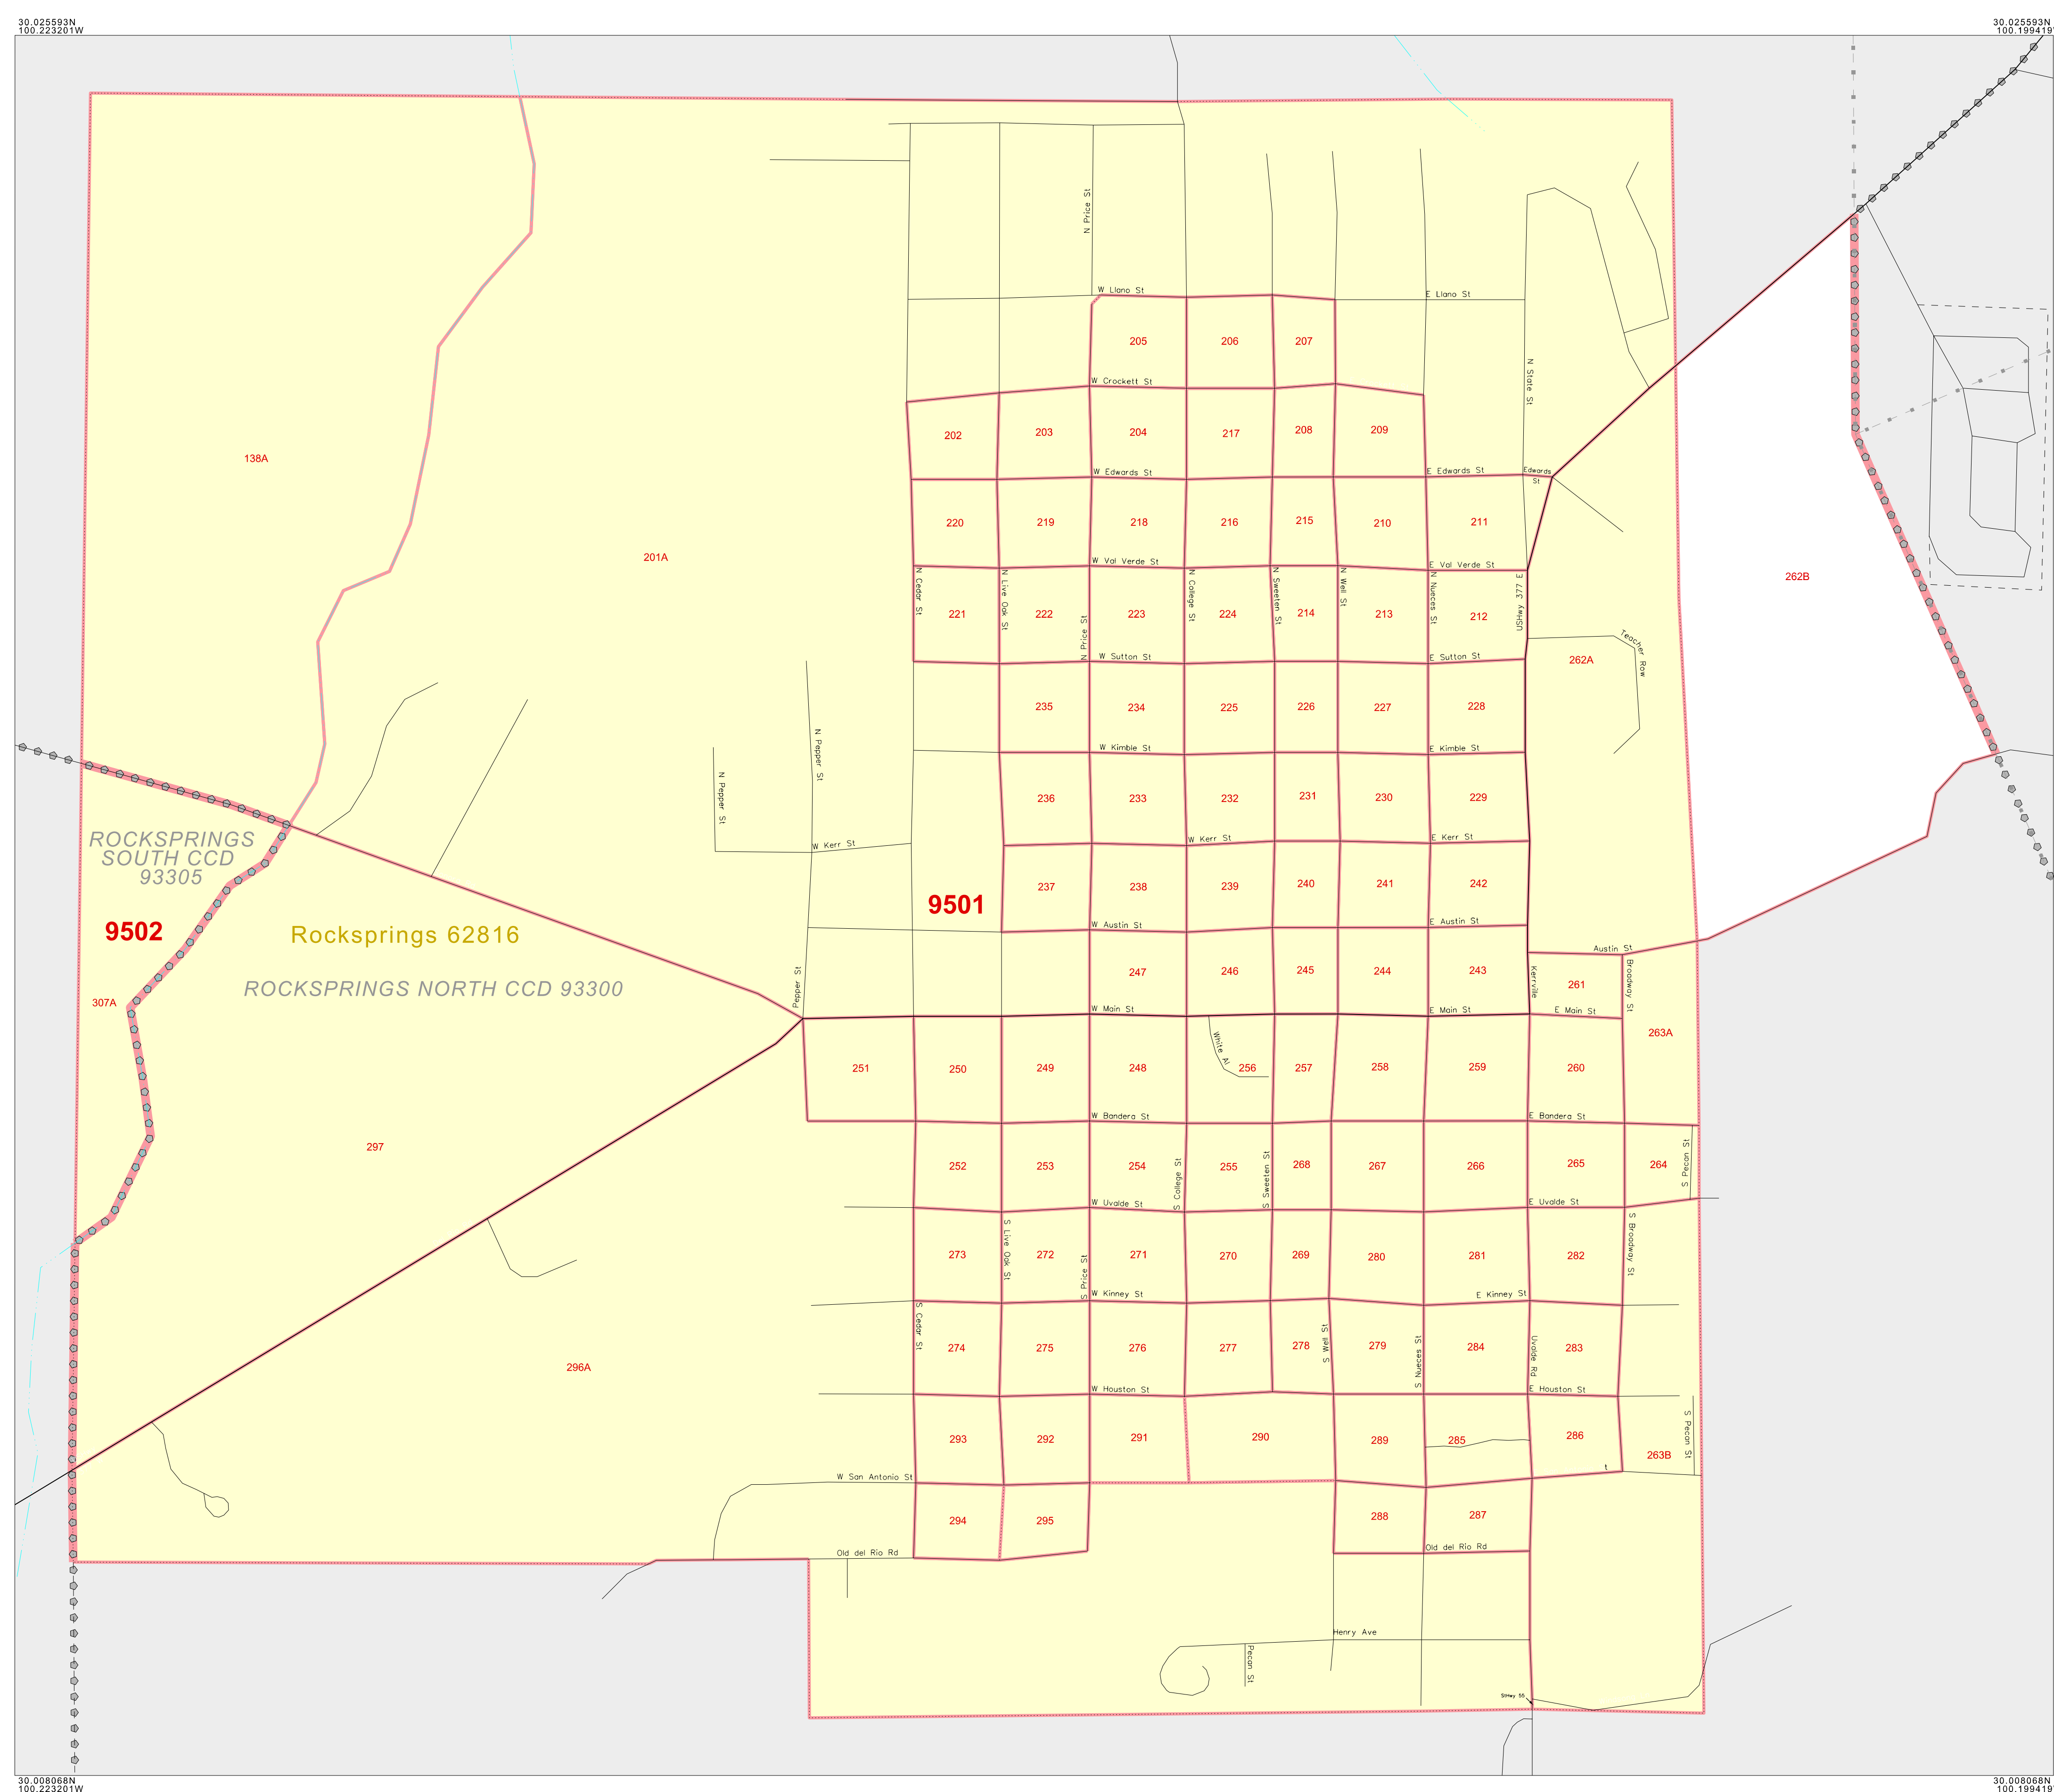 30.025593N
100.223201W
30.025593N
100.199419
N Price St
W Llano St
E Llano St
205
206
207
N State St
W Crockett St
202
203
204
217
208
209
138A
W Edwards St
E Edwards St
Edwards
St
220
219
218
216
215
210
211
201A
W Val Verde St
E Val Verde St
262B
N Cedar St
N Live Oak St
N College St
N Sweeten St
N Well St
N Nueces St
USHwy 377 E
221
222
223
224
214
213
212
N Price St
Teacher Row
W Sutton St
E Sutton St
262A
235
234
225
226
227
228
N Pepper St
W Kimble St
E Kimble St
N Pepper St
236
233
232
231
230
229
ROCKSPRINGS
SOUTH CCD
93305
W Kerr St
W Kerr St
E Kerr St
237
238
239
240
241
242
9501
9502
Rocksprings 62816
W Austin St
E Austin St
Austin St
247
246
245
244
243
Kerrville
261
Broadway St
Pepper St
ROCKSPRINGS NORTH CCD 93300
307A
W Main St
E Main St
E Main St
263A
White Al
251
250
249
248
256
257
258
259
260
W Bandera St
E Bandera St
297
252
253
254
S College St
255
S Sweeten St
268
267
266
265
264
S Pecan St
W Uvalde St
E Uvalde St
273
S Live Oak St
272
S Price St
271
270
269
280
281
282
S Broadway St
W Kinney St
E Kinney St
S Cedar St
274
275
276
277
278
S Well St
279
S Nueces St
284
Uvalde Rd
283
296A
W Houston St
E Houston St
293
292
291
290
289
285
286
263B
S Pecan St
W San Antonio St
t
294
295
288
287
Old del Rio Rd
Old del Rio Rd
Henry Ave
Pecan St
StHwy 55
30.008068N
100.223201W
30.008068N
100.199419